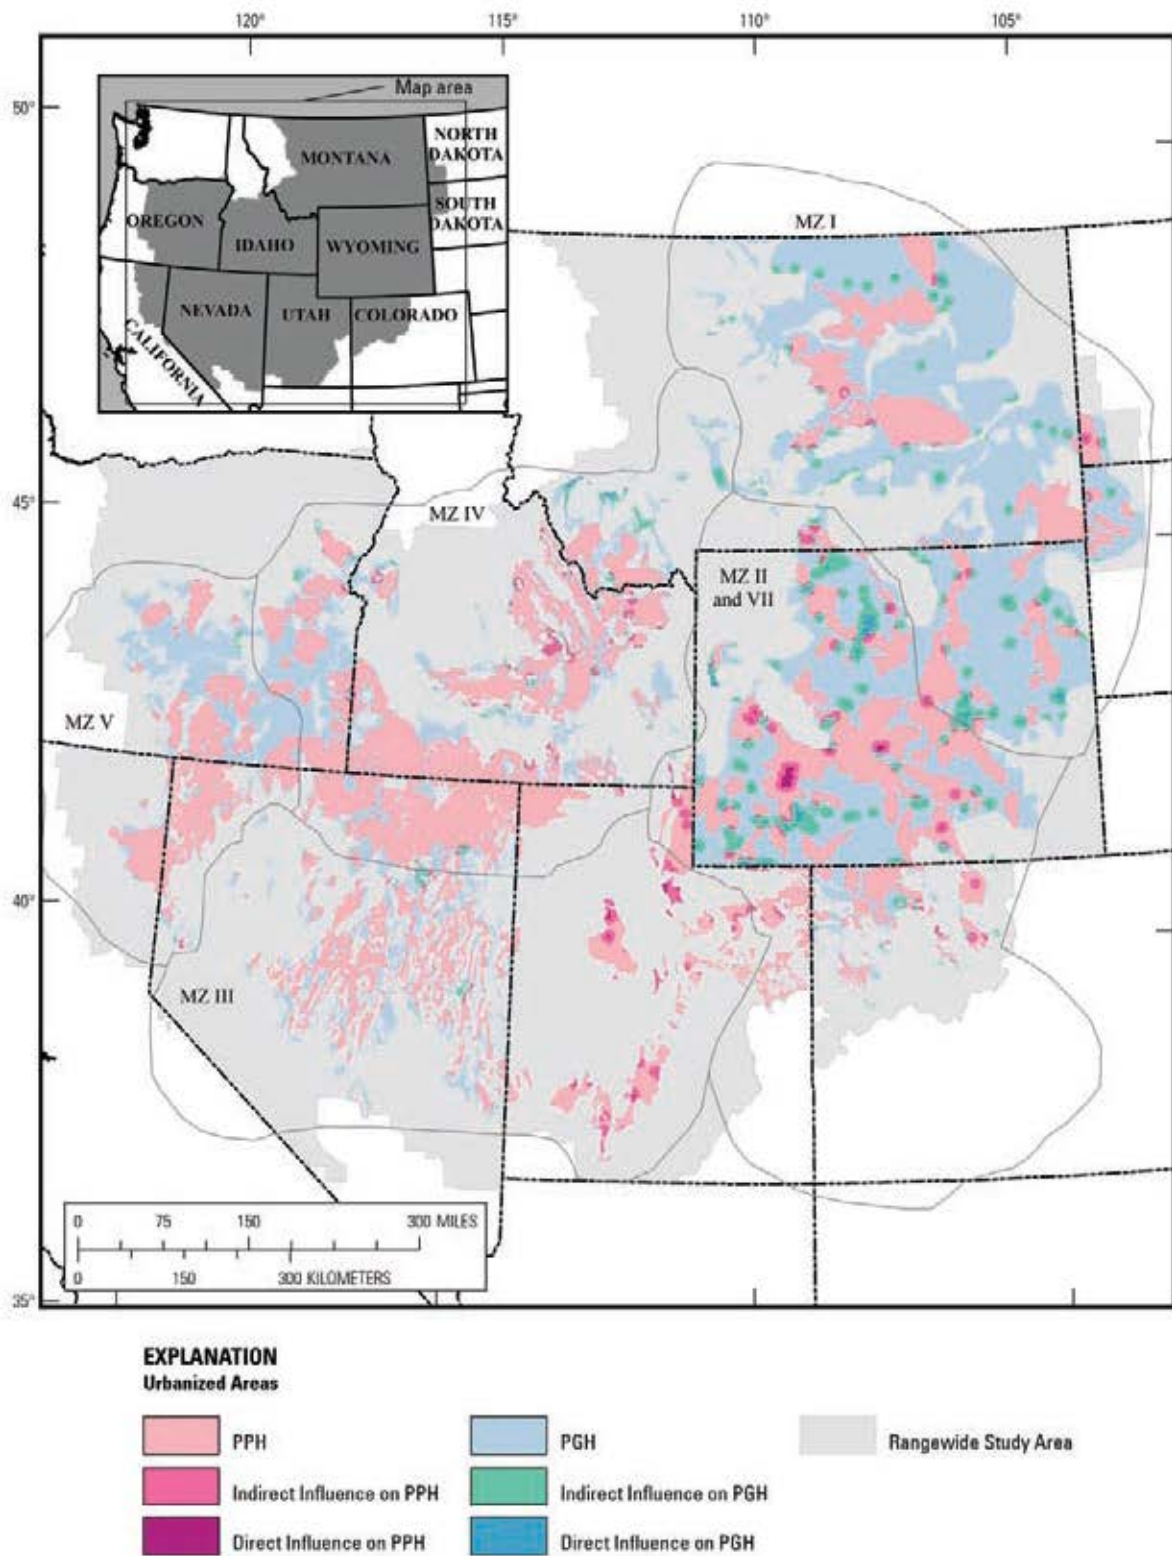 120° 115° 110° 105°
50°
Map area
NORTH
DAKOTA
MONTANA
SOUTH
DAKOTA
OREGON
IDAHO
WYOMING
NEVADA
UTAH
COLORADO
CALIFORNIA
MZ I
45°
MZ IV
MZ II
and VII
MZ V
40°
MZ III
0 75 150 300 MILES
0 150 300 KILOMETERS
35°
EXPLANATION
Urbanized Areas
PPH PGH Rangewide Study Area
Indirect Influence on PPH Indirect Influence on PGH
Direct Influence on PPH Direct Influence on PGH